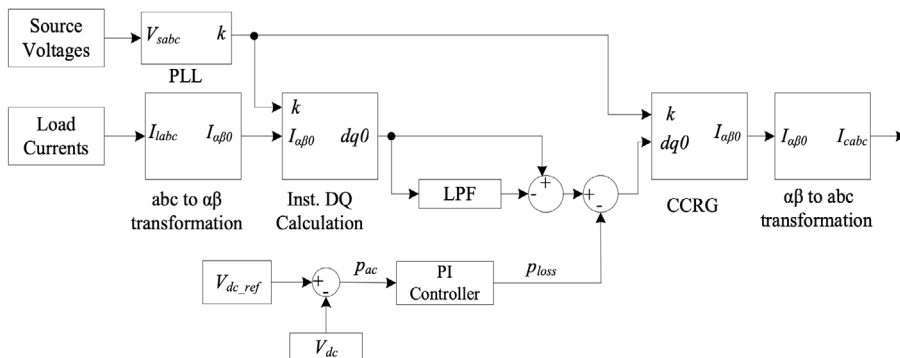 Source
Voltages
V_sabc
k
PLL
Load
Currents
I_labc
I_αβ0
abc to αβ
transformation
k
I_αβ0
dq0
Inst. DQ
Calculation
LPF
+
-
+
-
k
dq0
I_αβ0
CCRG
I_αβ0
I_cabc
αβ to abc
transformation
V_dc_ref
+
-
p_ac
PI
Controller
p_loss
V_dc